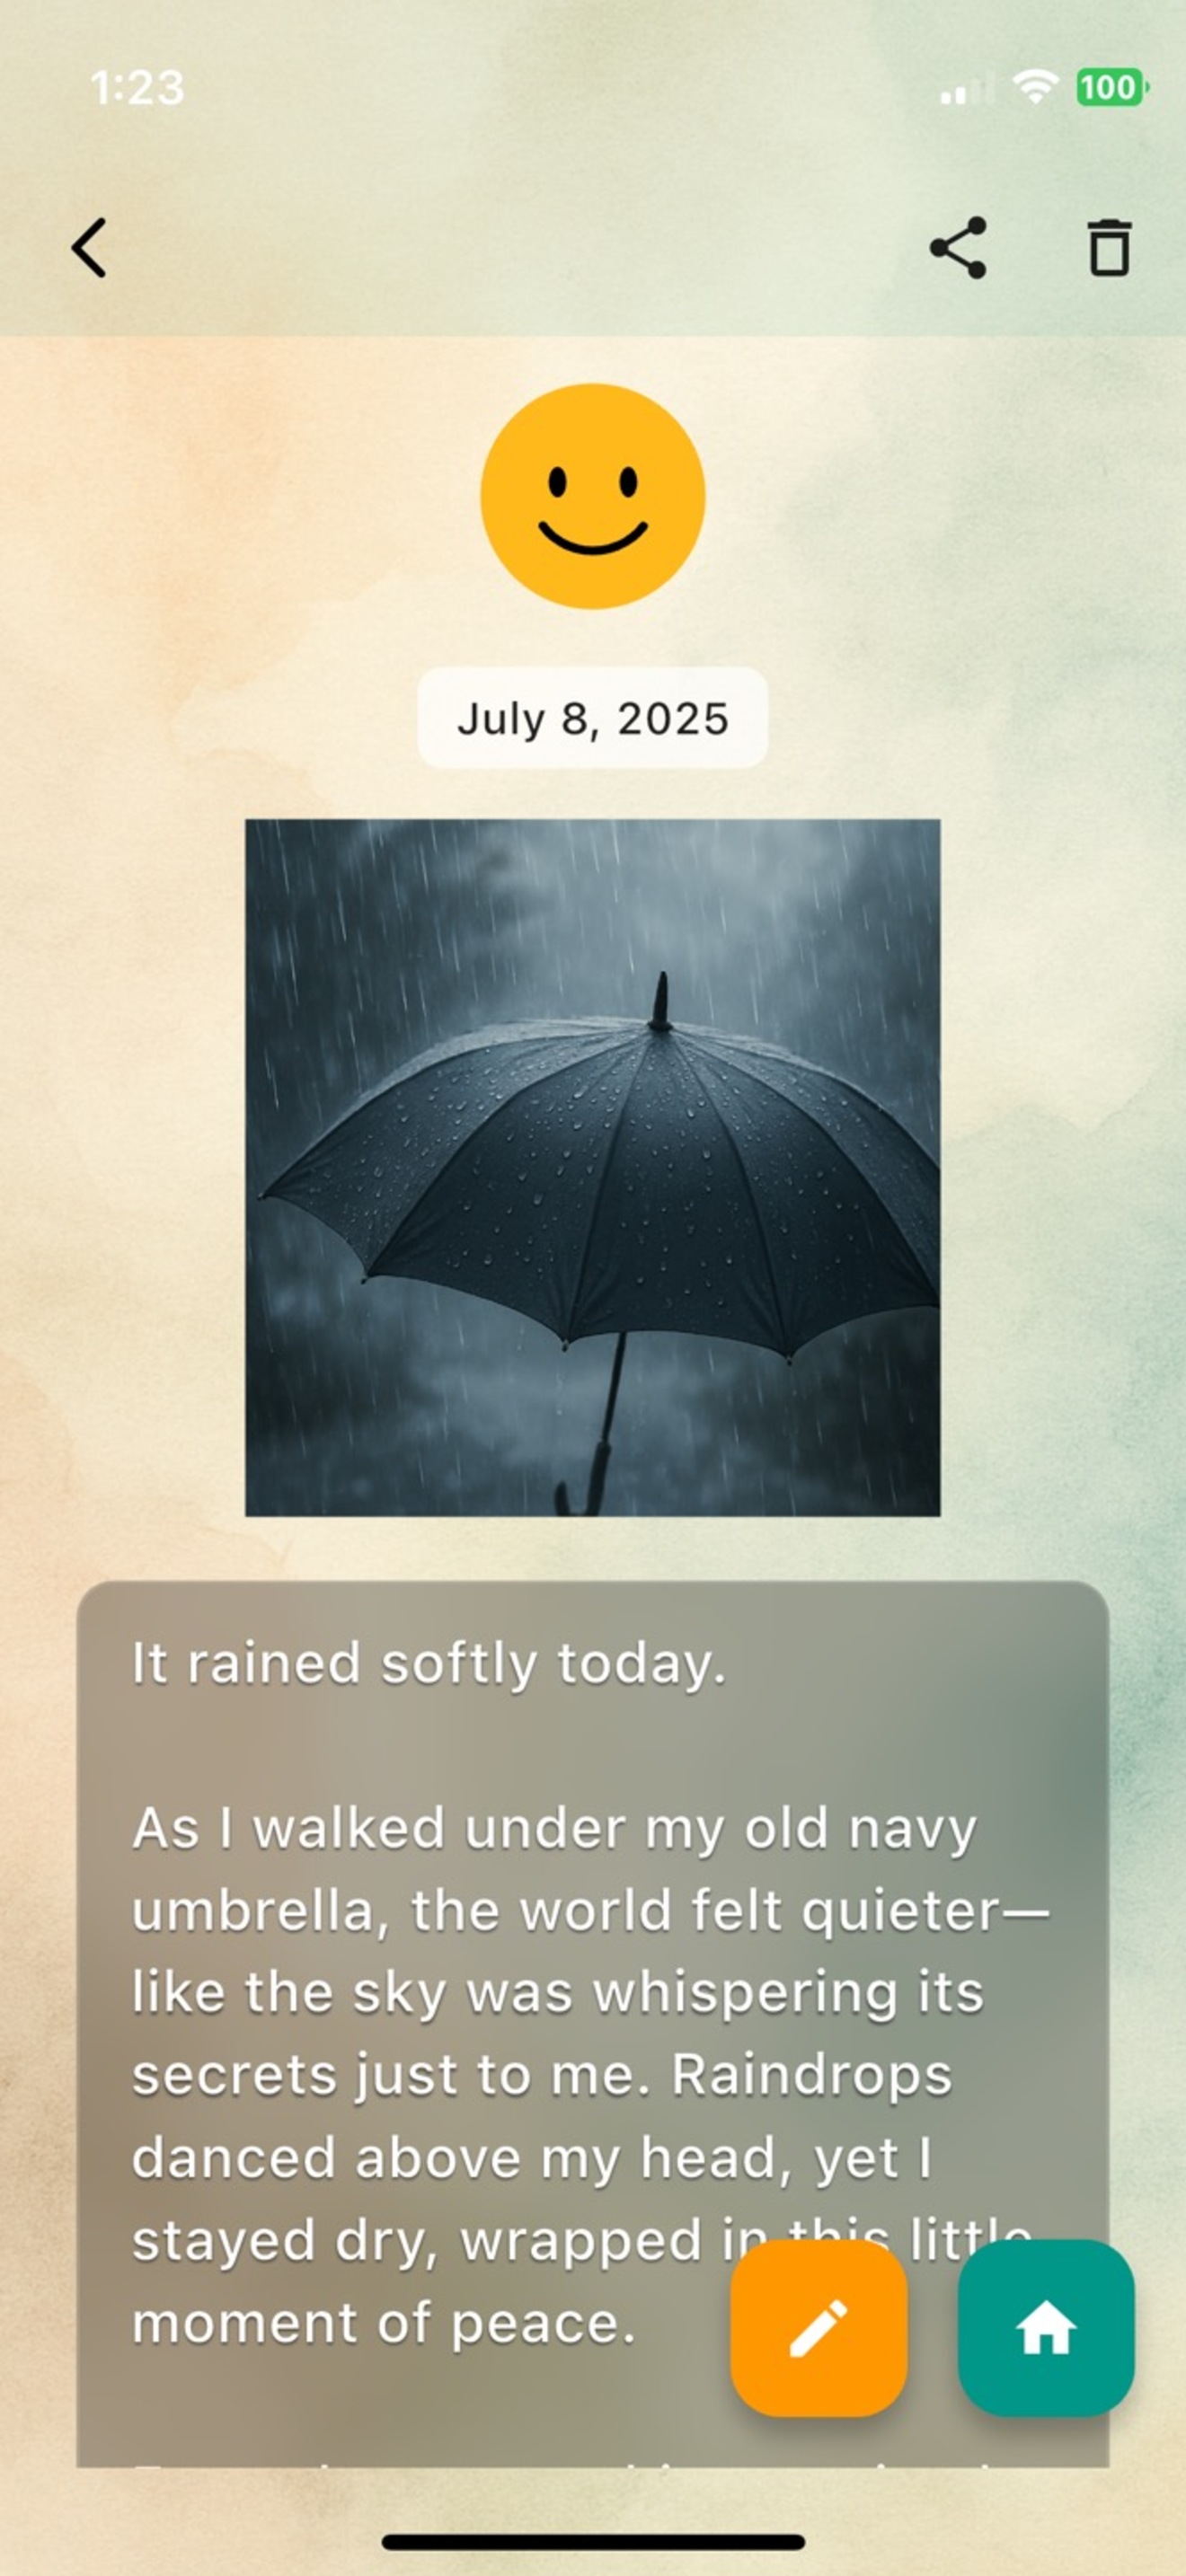 1:23
100
July 8, 2025
It rained softly today.
As I walked under my old navy
umbrella, the world felt quieter—
like the sky was whispering its
secrets just to me. Raindrops
danced above my head, yet I
stayed dry, wrapped in this little
moment of peace.